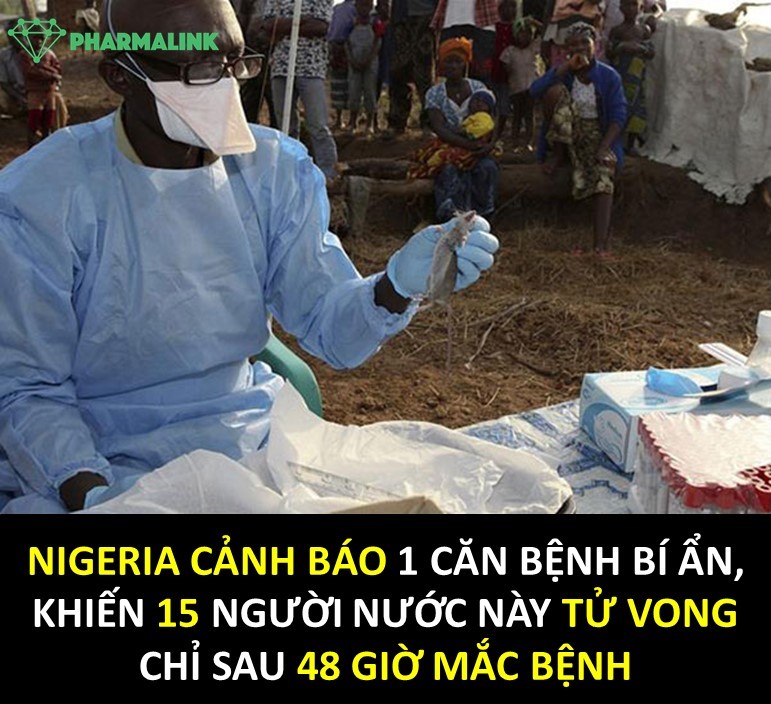 PHARMALINK
NIGERIA CẢNH BÁO 1 CĂN BỆNH BÍ ẨN,
KHIẾN 15 NGƯỜI NƯỚC NÀY TỬ VONG
CHỈ SAU 48 GIỜ MẮC BỆNH